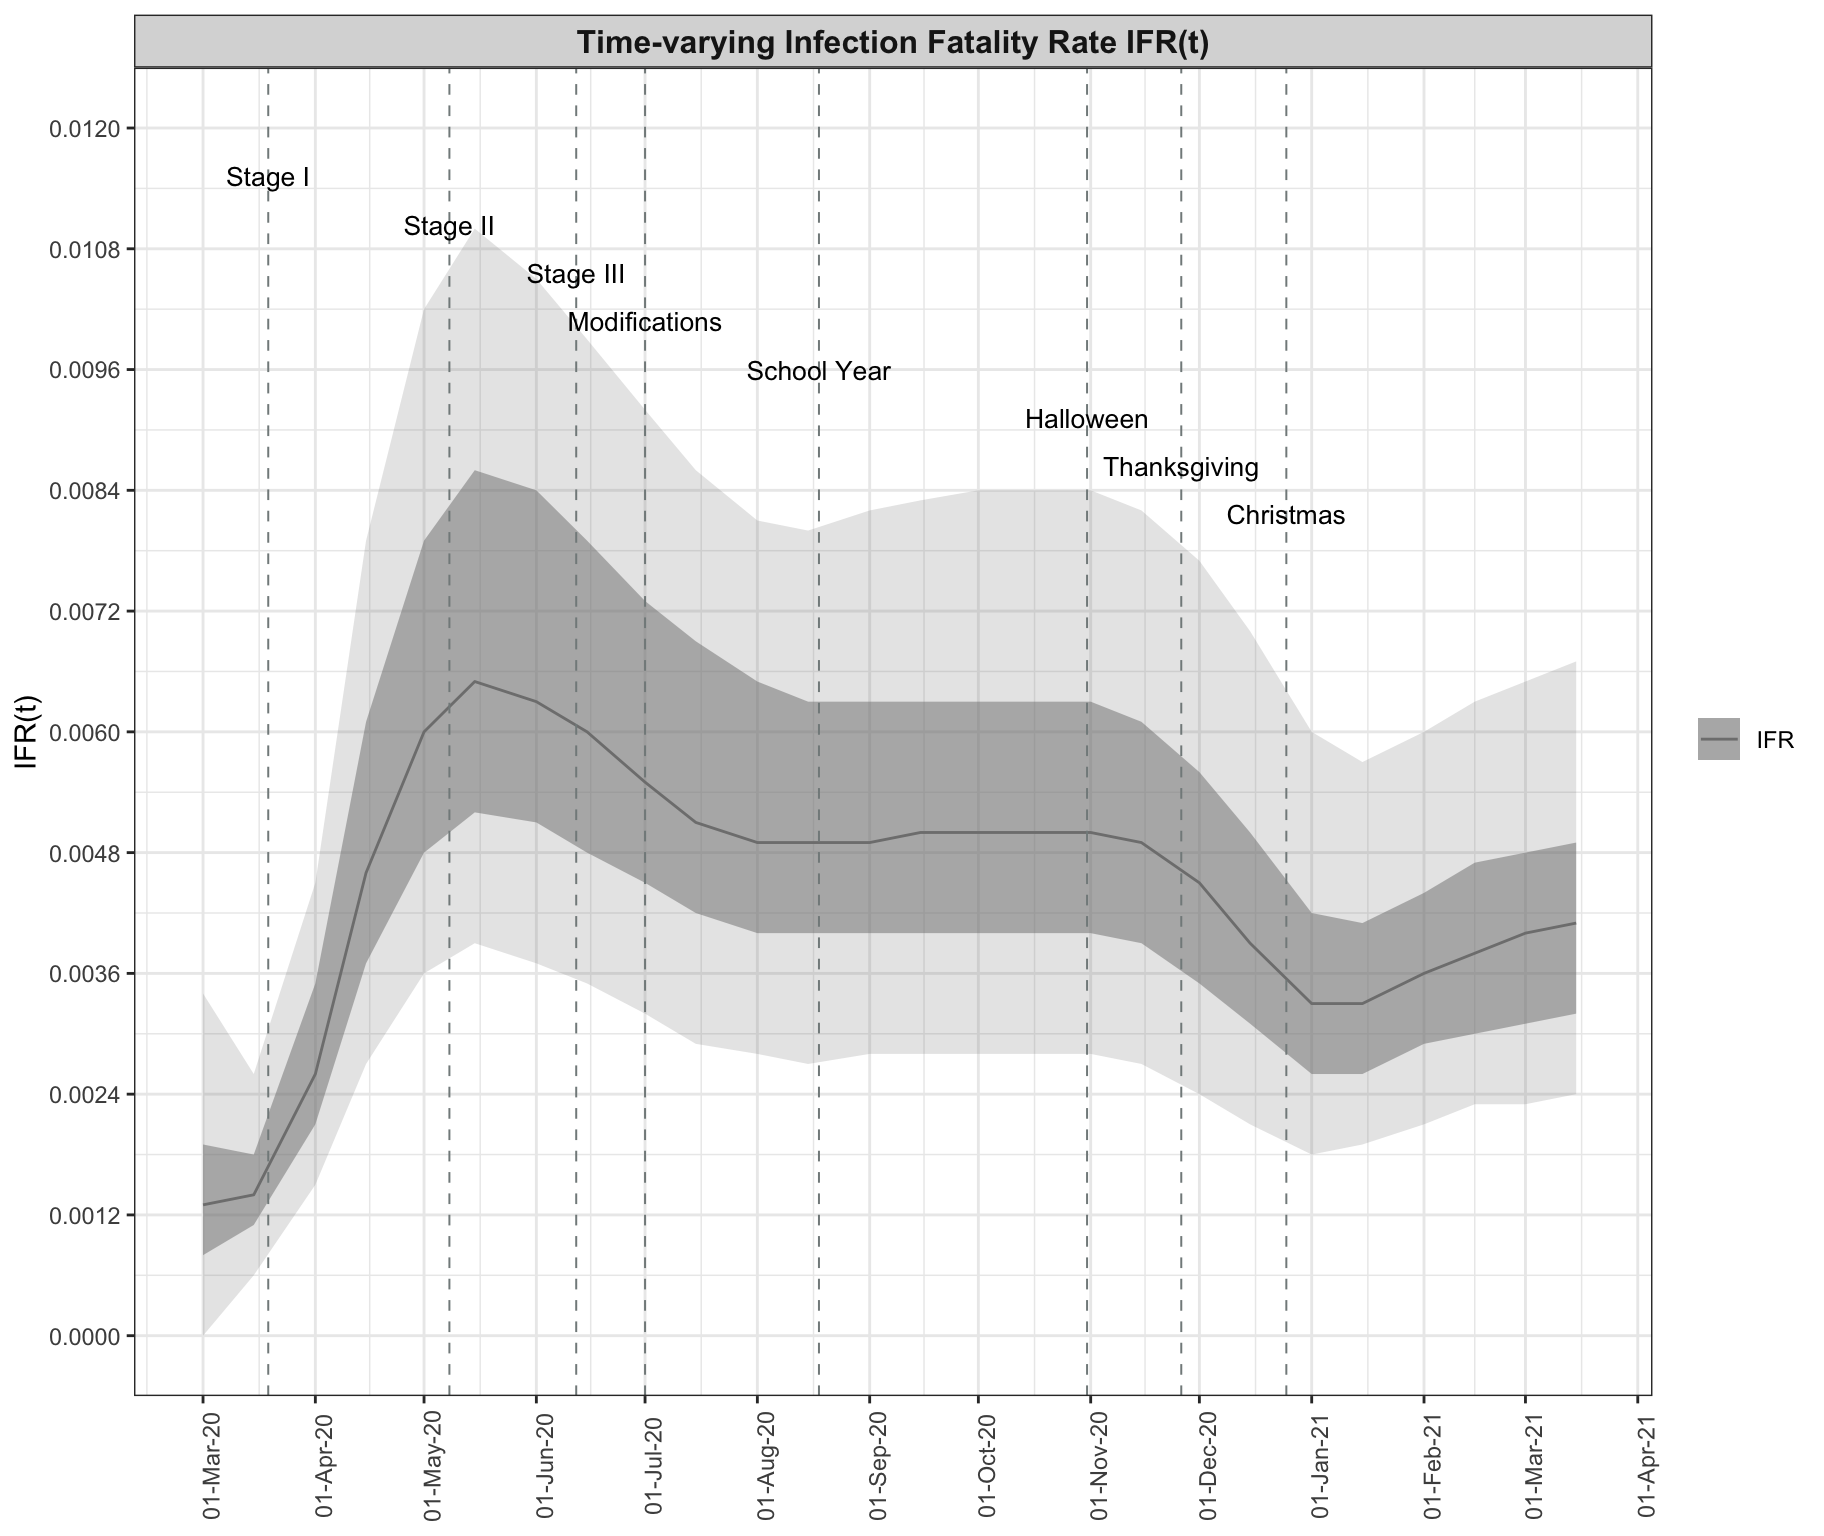 Time-varying Infection Fatality Rate IFR(t)
0.0120
Stage I
Stage II
0.0108
Stage III
Modifications
0.0096
School Year
Halloween
Thanksgiving
0.0084
Christmas
0.0072
0.0060
IFR(t)
IFR
0.0048
0.0036
0.0024
0.0012
0.0000
01-Mar-20
01-Apr-20
01-May-20
01-Jun-20
01-Jul-20
01-Aug-20
01-Sep-20
01-Oct-20
01-Nov-20
01-Dec-20
01-Jan-21
01-Feb-21
01-Mar-21
01-Apr-21